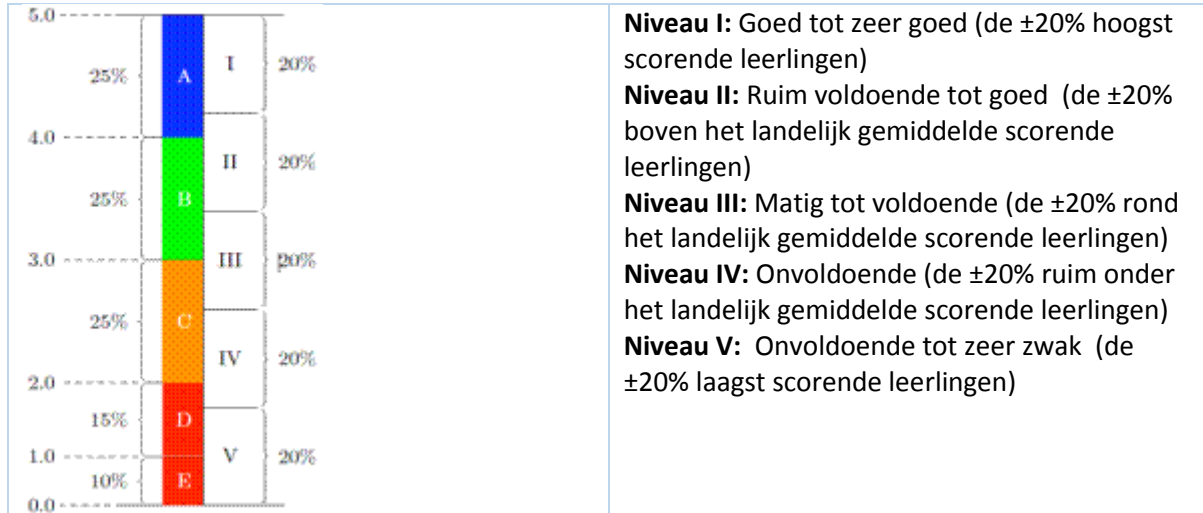 5.0
25%
A
I
20%
4.0
II
20%
25%
B
3.0
III
20%
25%
C
IV
20%
2.0
15%
D
1.0
V
20%
10%
E
0.0
Niveau I: Goed tot zeer goed (de ±20% hoogst
scorende leerlingen)
Niveau II: Ruim voldoende tot goed (de ±20%
boven het landelijk gemiddelde scorende
leerlingen)
Niveau III: Matig tot voldoende (de ±20% rond
het landelijk gemiddelde scorende leerlingen)
Niveau IV: Onvoldoende (de ±20% ruim onder
het landelijk gemiddelde scorende leerlingen)
Niveau V: Onvoldoende tot zeer zwak (de
±20% laagst scorende leerlingen)